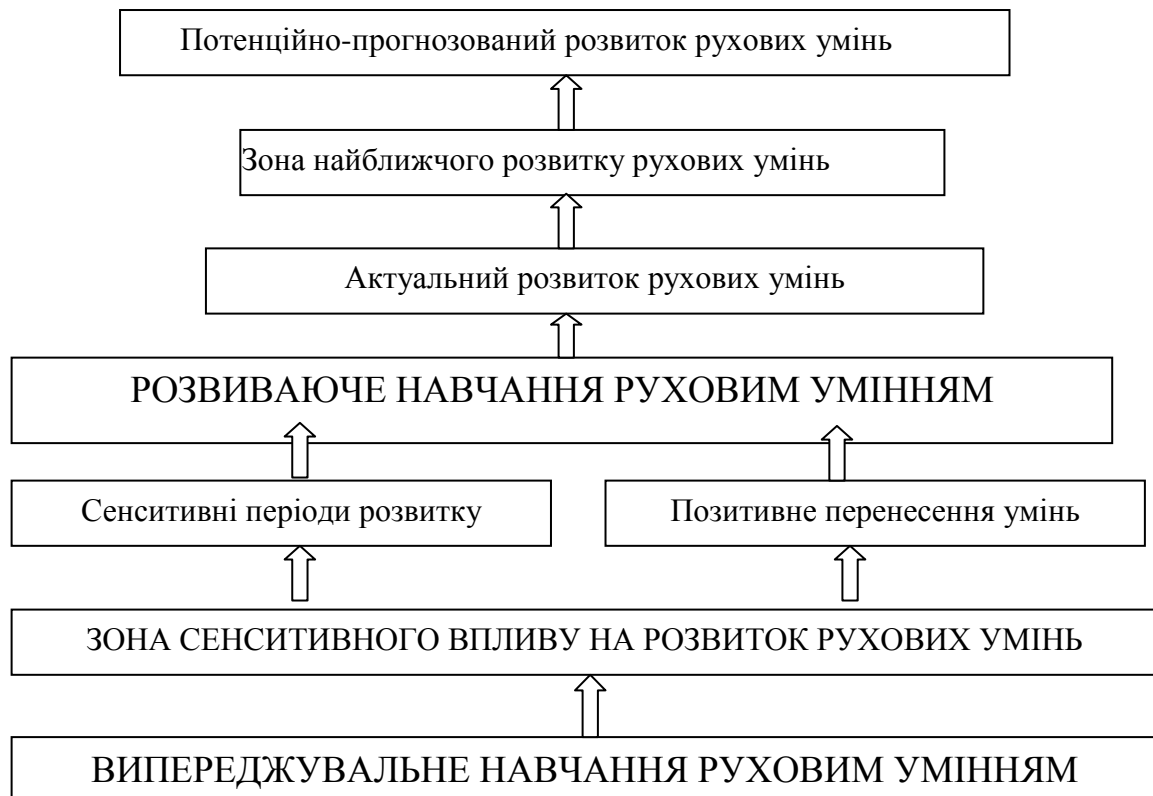 Потенційно-прогнозований розвиток рухових умінь
Зона найближчого розвитку рухових умінь
Актуальний розвиток рухових умінь
РОЗВИВАЮЧЕ НАВЧАННЯ РУХОВИМ УМІННЯМ
Сенситивні періоди розвитку
Позитивне перенесення умінь
ЗОНА СЕНСИТИВНОГО ВПЛИВУ НА РОЗВИТОК РУХОВИХ УМІНЬ
ВИПЕРЕДЖУВАЛЬНЕ НАВЧАННЯ РУХОВИМ УМІННЯМ